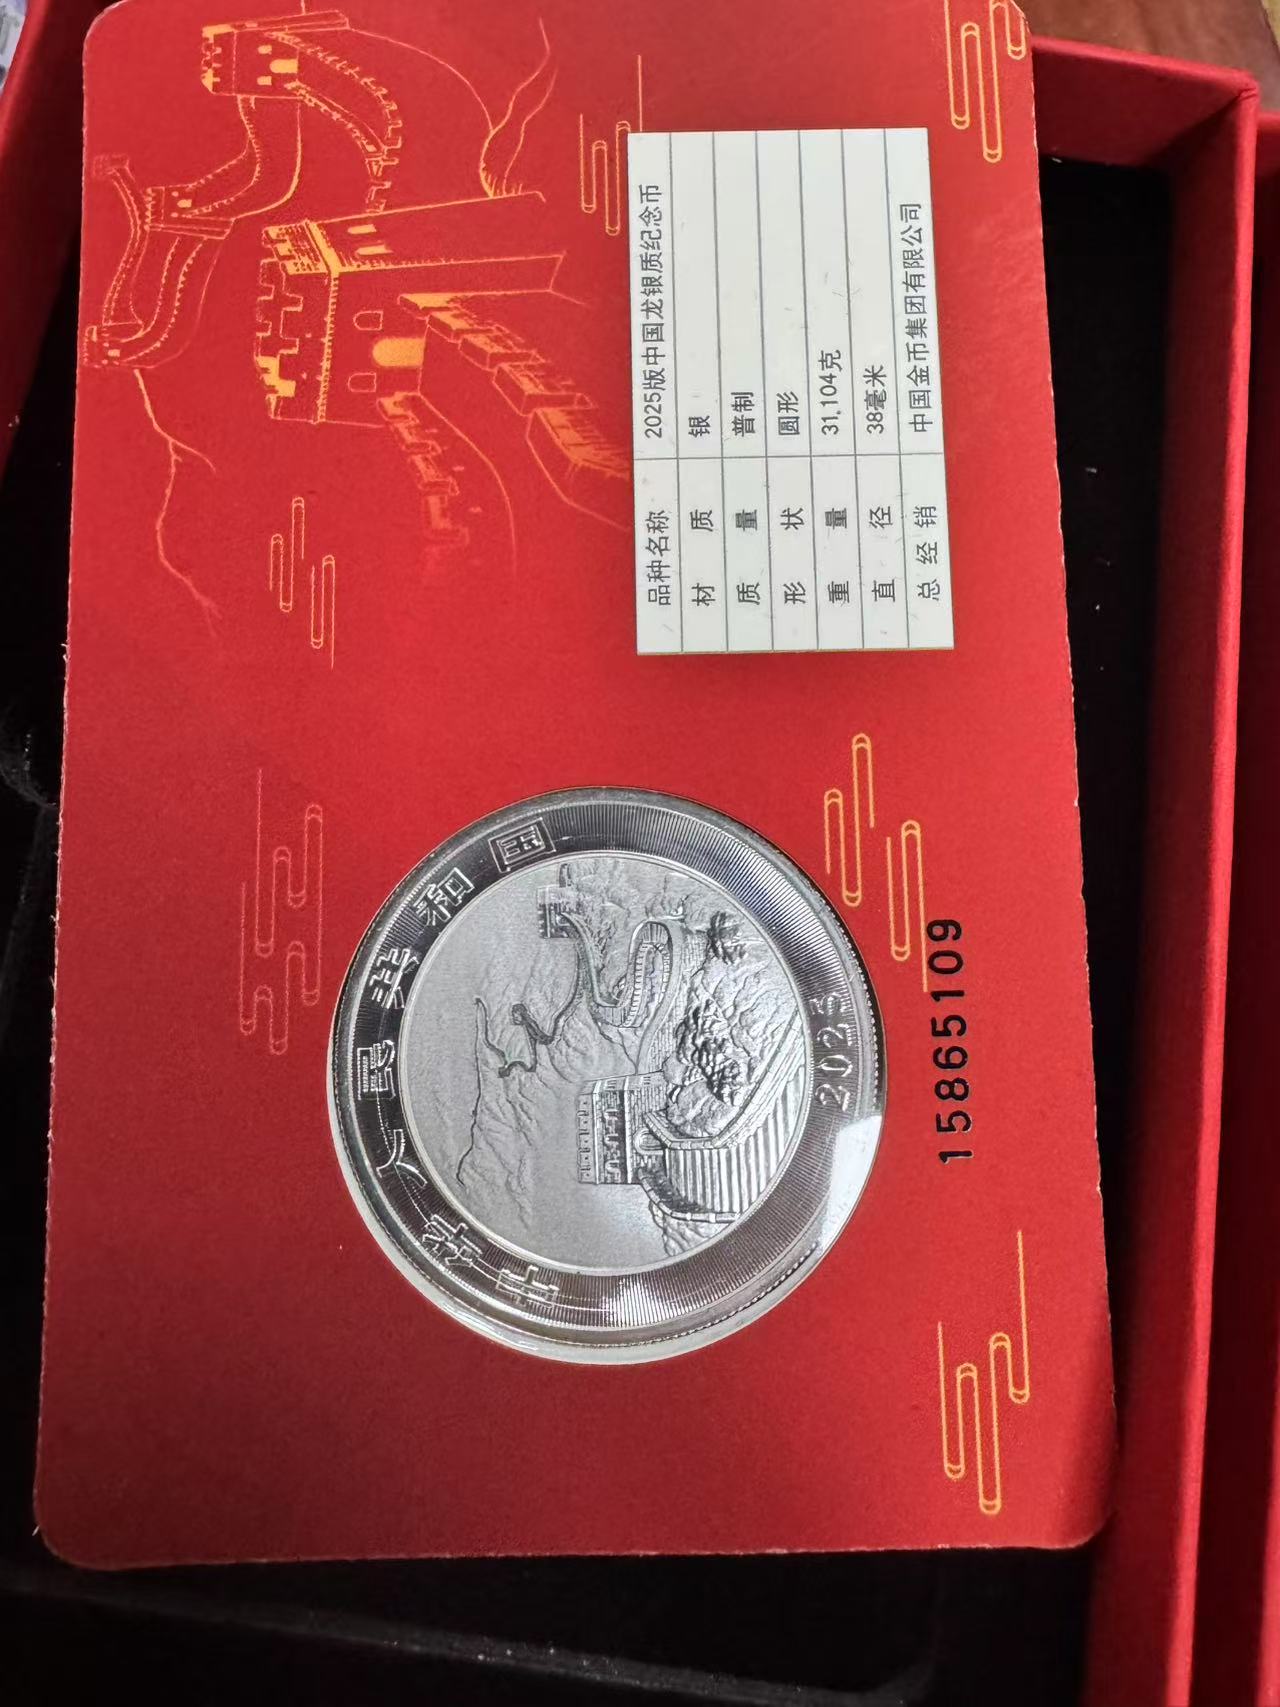 中华人民共和国
2025
15865109
品种名称 2025版中国龙银质纪念币
材 质 银
质 量 普制
形 状 圆形
重 量 31.104克
直 径 38毫米
总 经 销 中国金币集团有限公司